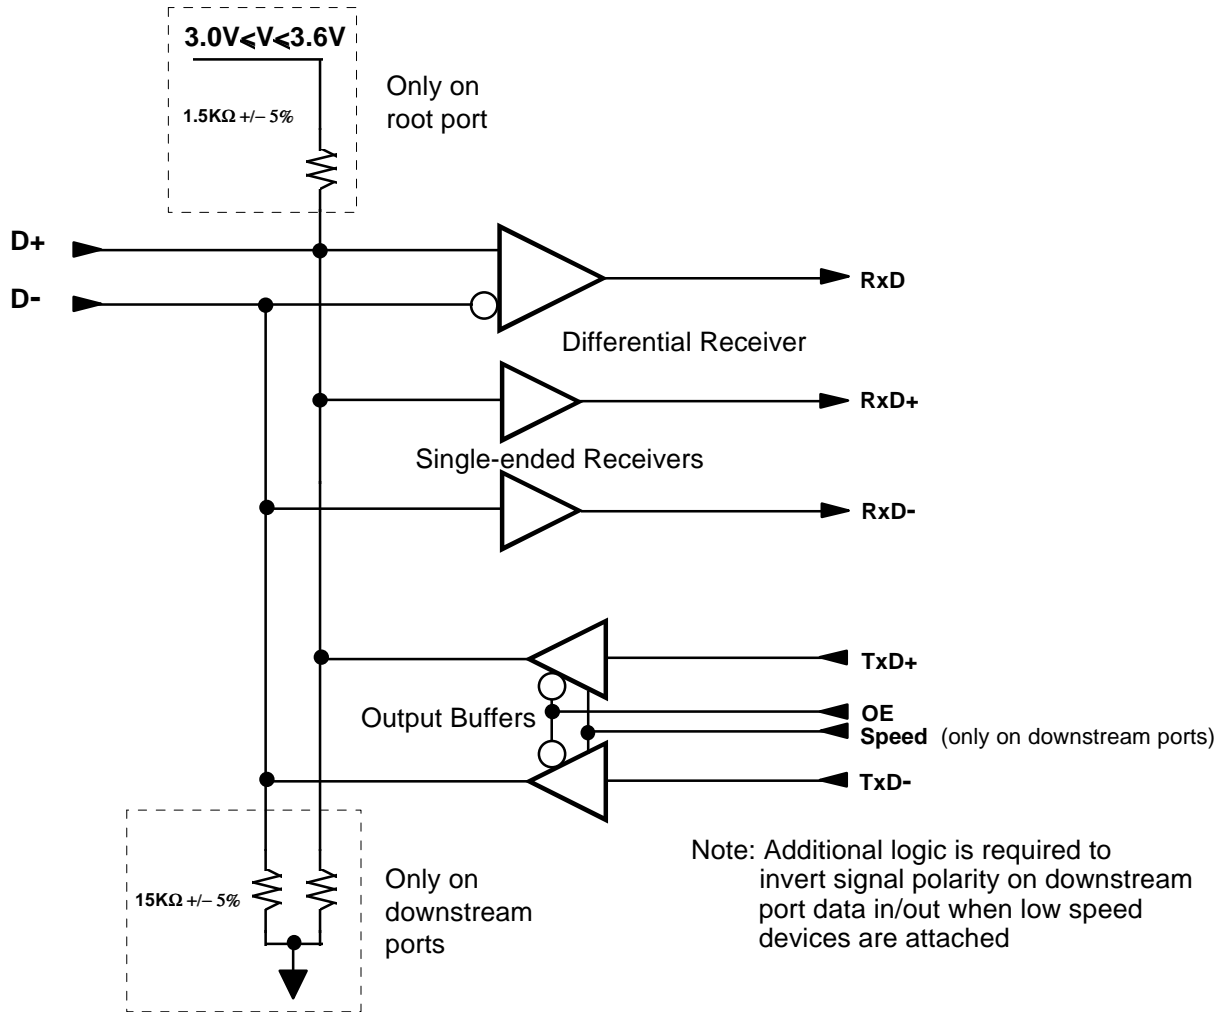 3.0V⩽V⩽3.6V
Only on
root port
1.5KΩ +/− 5%
D+
D-
RxD
Differential Receiver
RxD+
Single-ended Receivers
RxD-
TxD+
Output Buffers
OE
Speed (only on downstream ports)
TxD-
Note: Additional logic is required to
invert signal polarity on downstream
port data in/out when low speed
devices are attached
Only on
downstream
ports
15KΩ +/− 5%